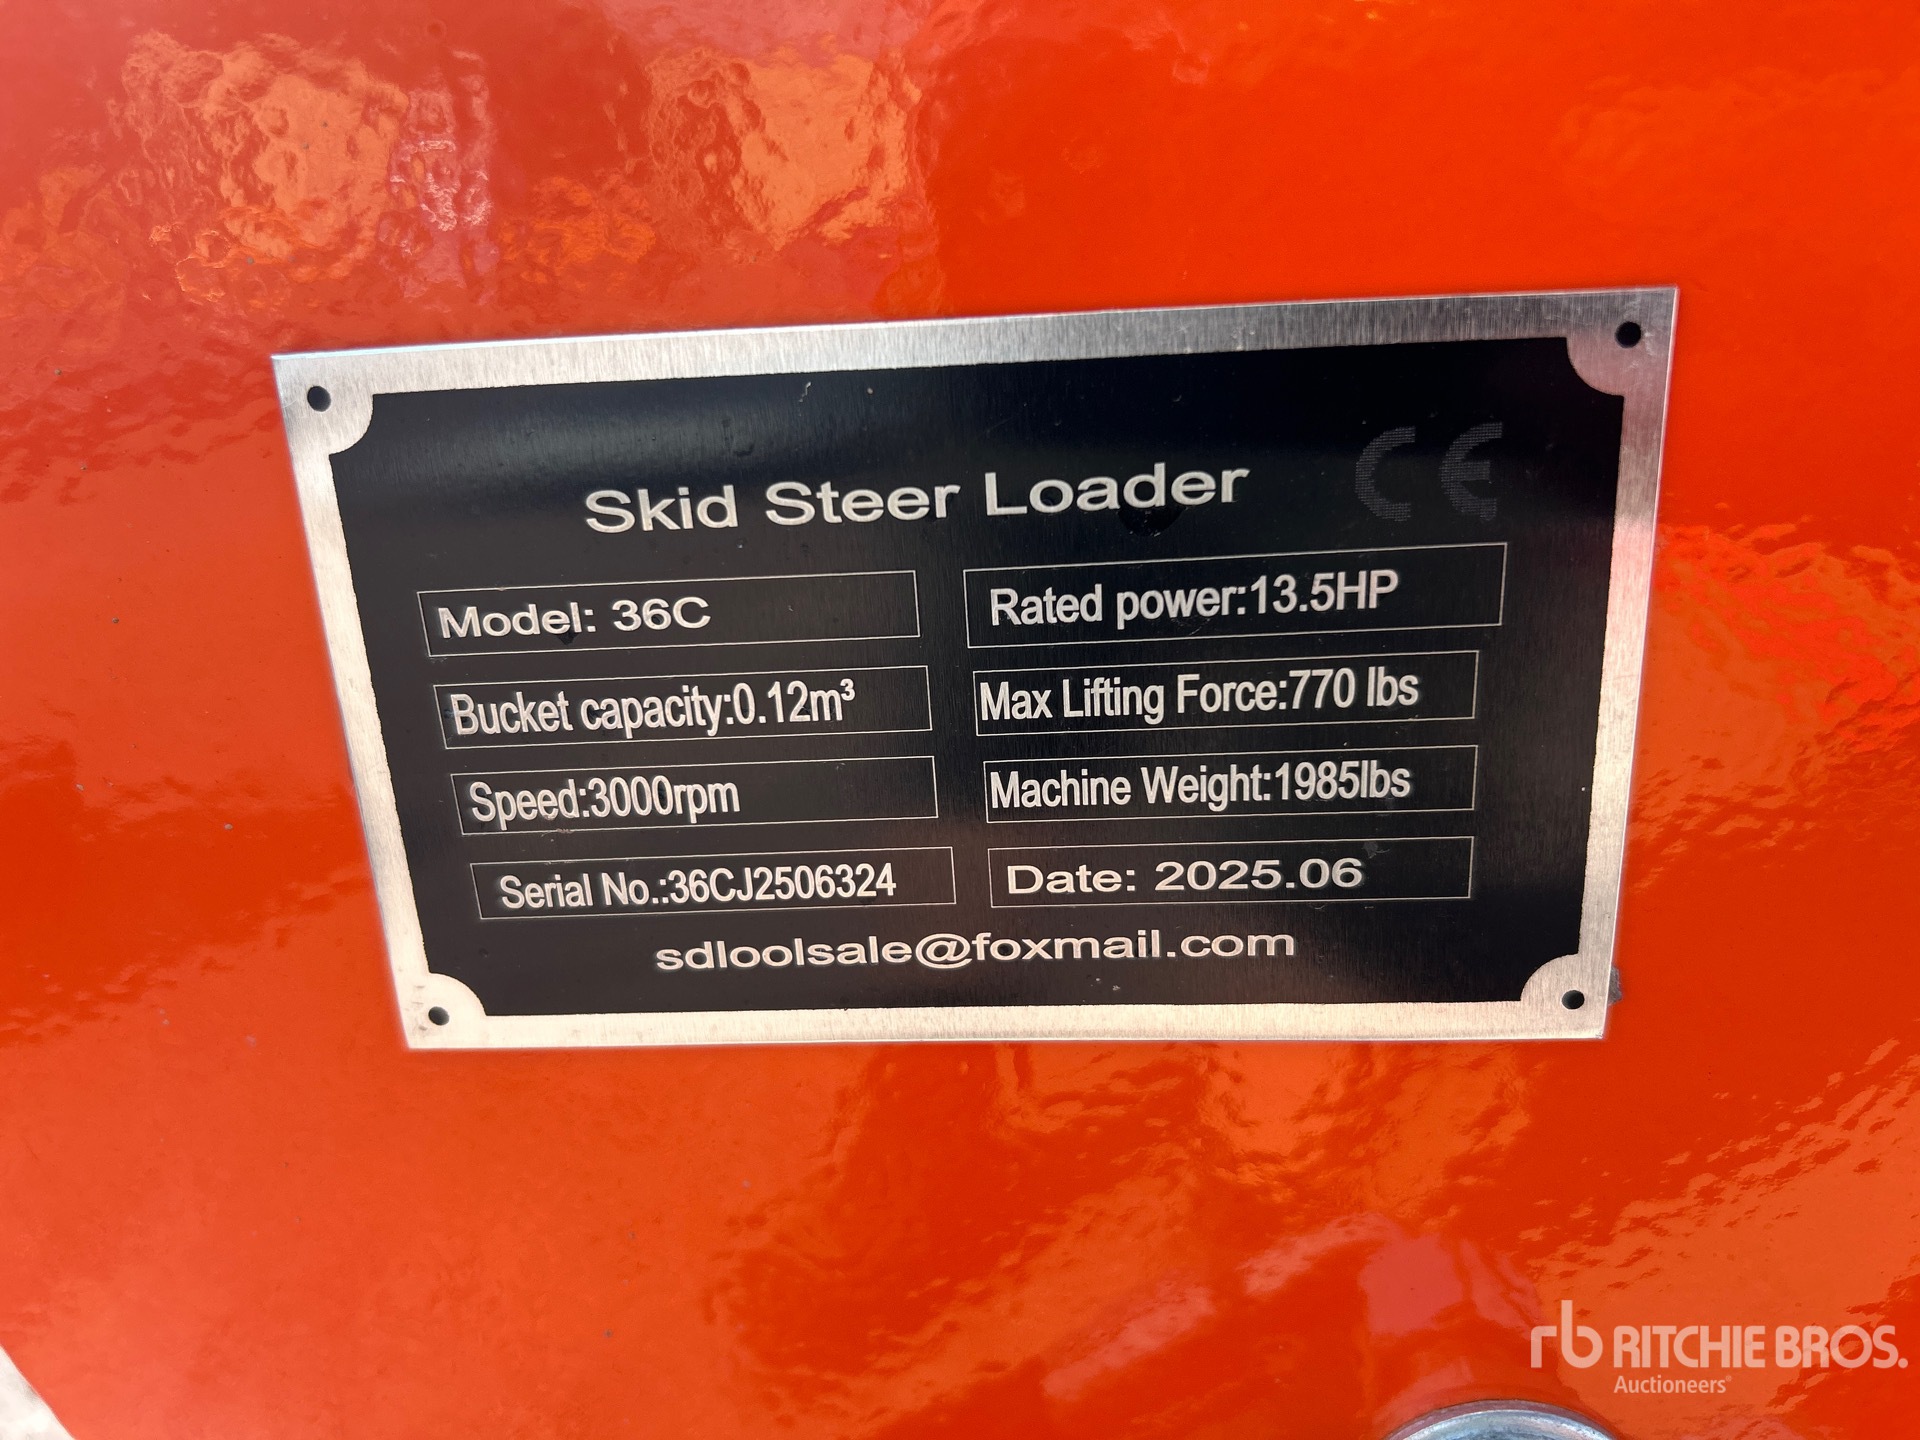 CE
Skid Steer Loader
Model: 36C
Rated power:13.5HP
Bucket capacity:0.12m³
Max Lifting Force:770 lbs
Speed:3000rpm
Machine Weight:1985lbs
Serial No.:36CJ2506324
Date: 2025.06
sdloolsale@foxmail.com
rb RITCHIE BROS.
Auctioneers®